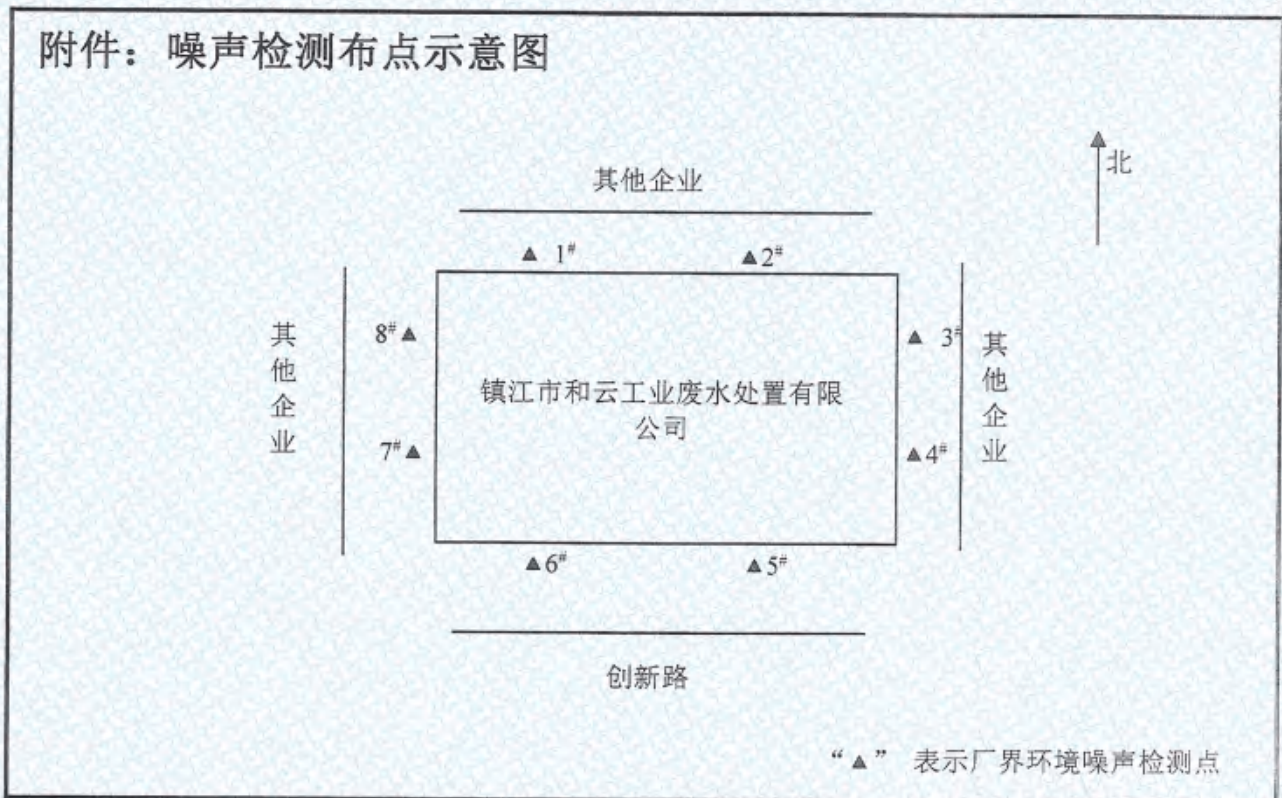 附件：噪声检测布点示意图
北
其他企业
▲ 1#
▲2#
8#▲
▲ 3#
其他企业
镇江市和云工业废水处置有限
公司
其他企业
7#▲
▲4#
▲6#
▲5#
创新路
“▲” 表示厂界环境噪声检测点